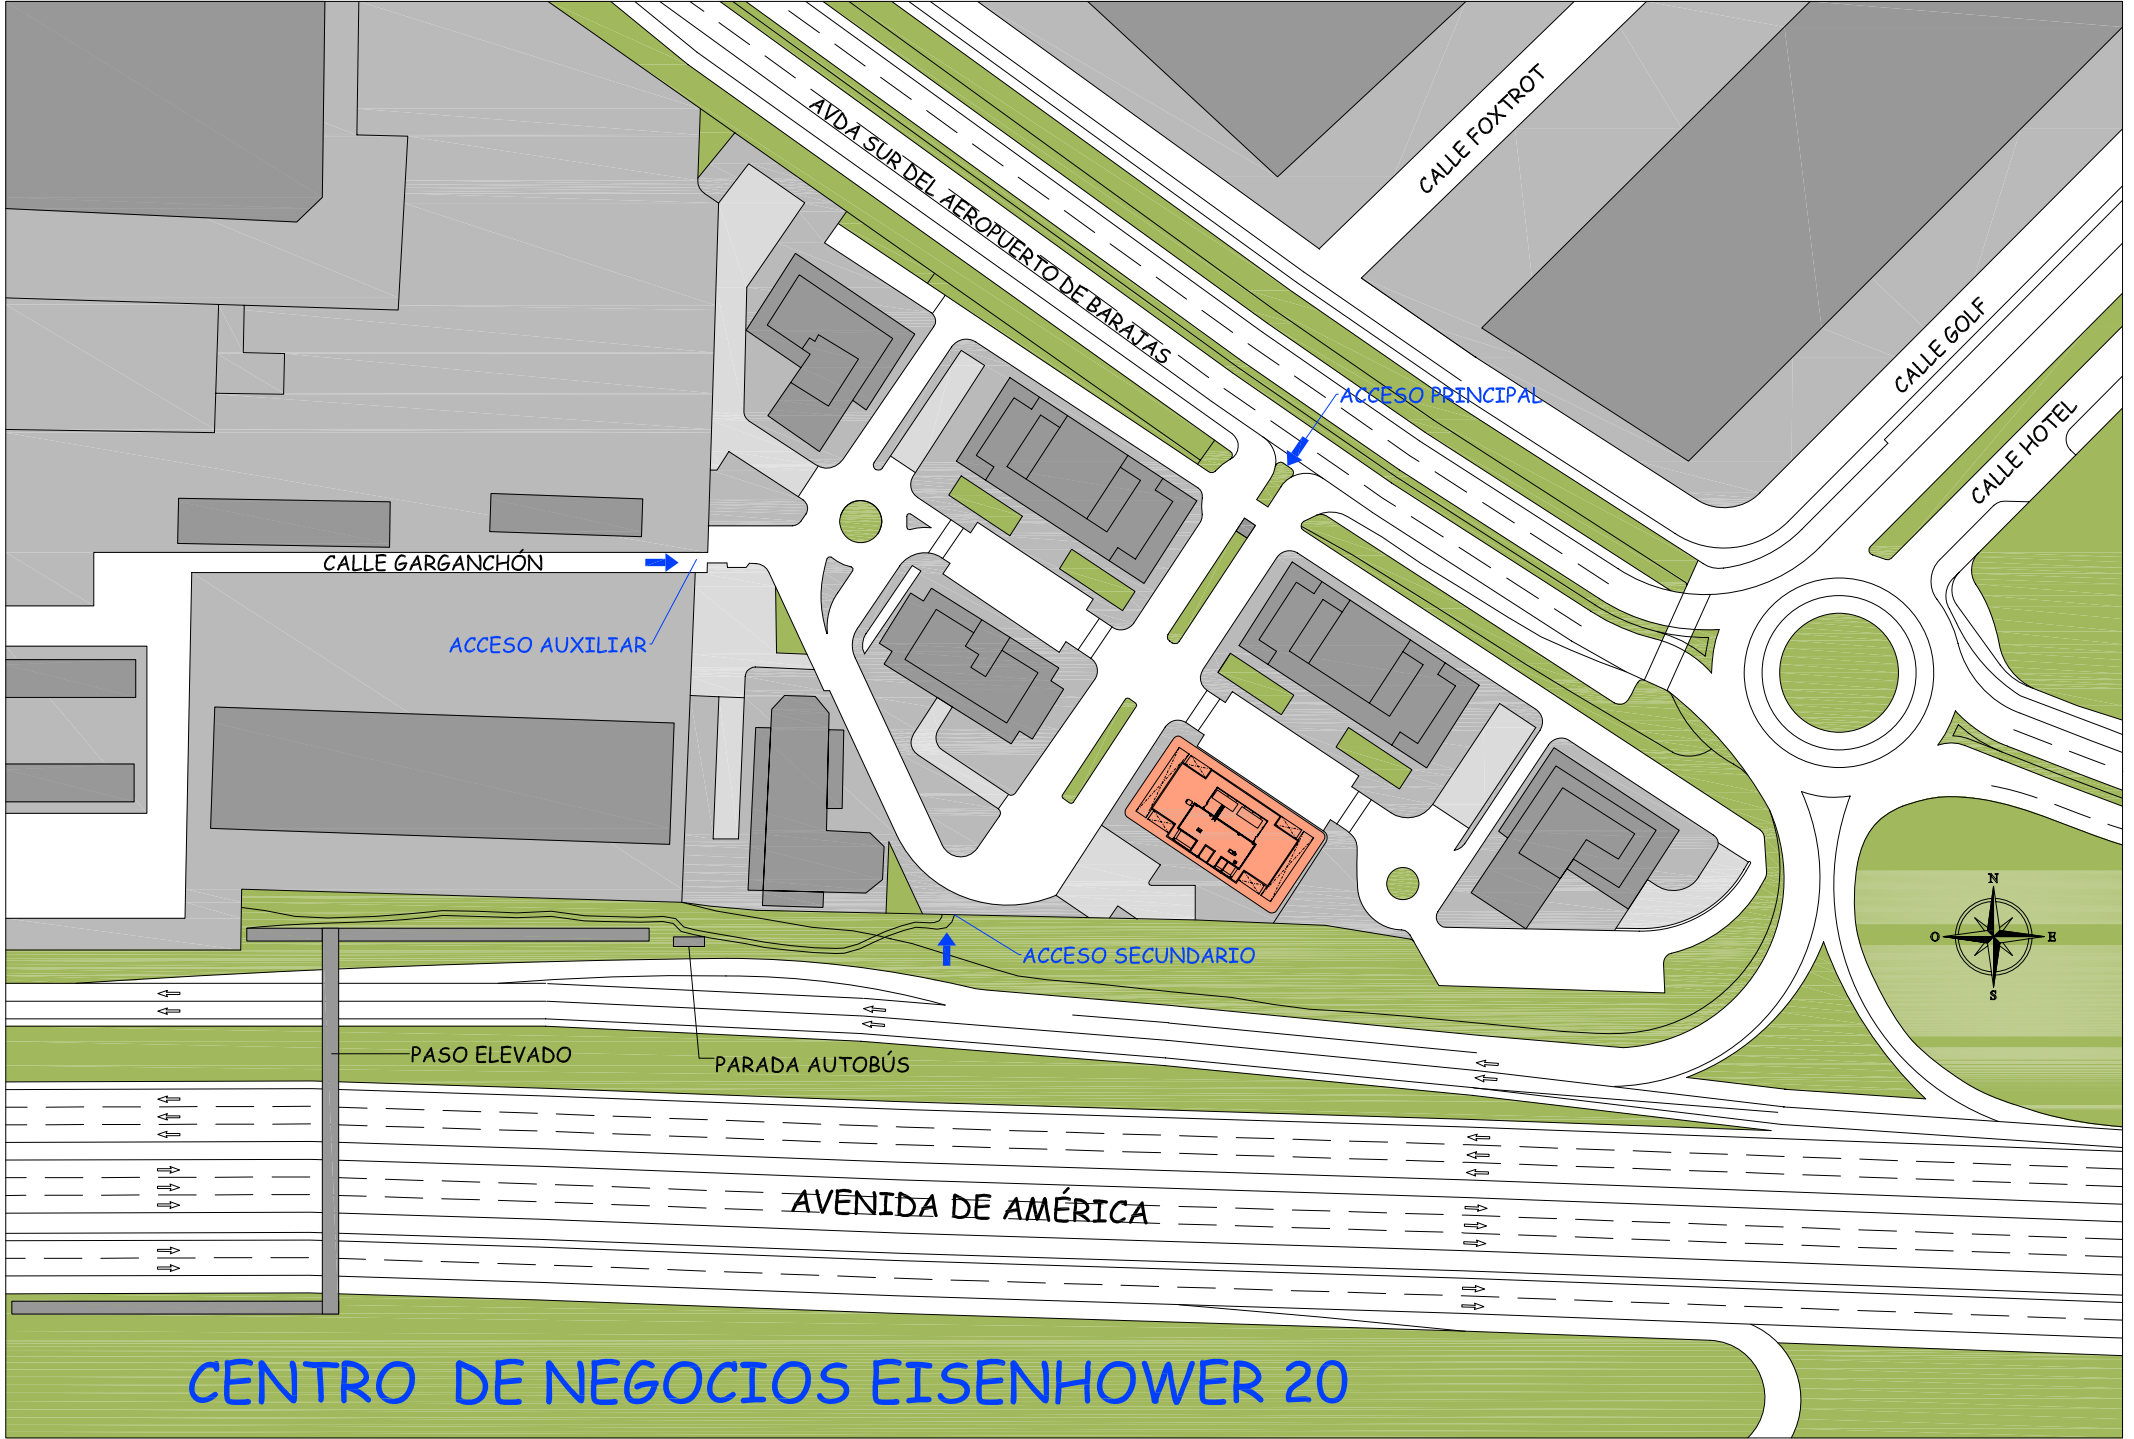 AVDA SUR DEL AEROPUERTO DE BARAJAS
CALLE FOXTROT
CALLE GOLF
CALLE HOTEL
ACCESO PRINCIPAL
CALLE GARGANCHÓN
ACCESO AUXILIAR
ACCESO SECUNDARIO
N
O
E
S
PASO ELEVADO
PARADA AUTOBÚS
AVENIDA DE AMÉRICA
CENTRO DE NEGOCIOS EISENHOWER 20